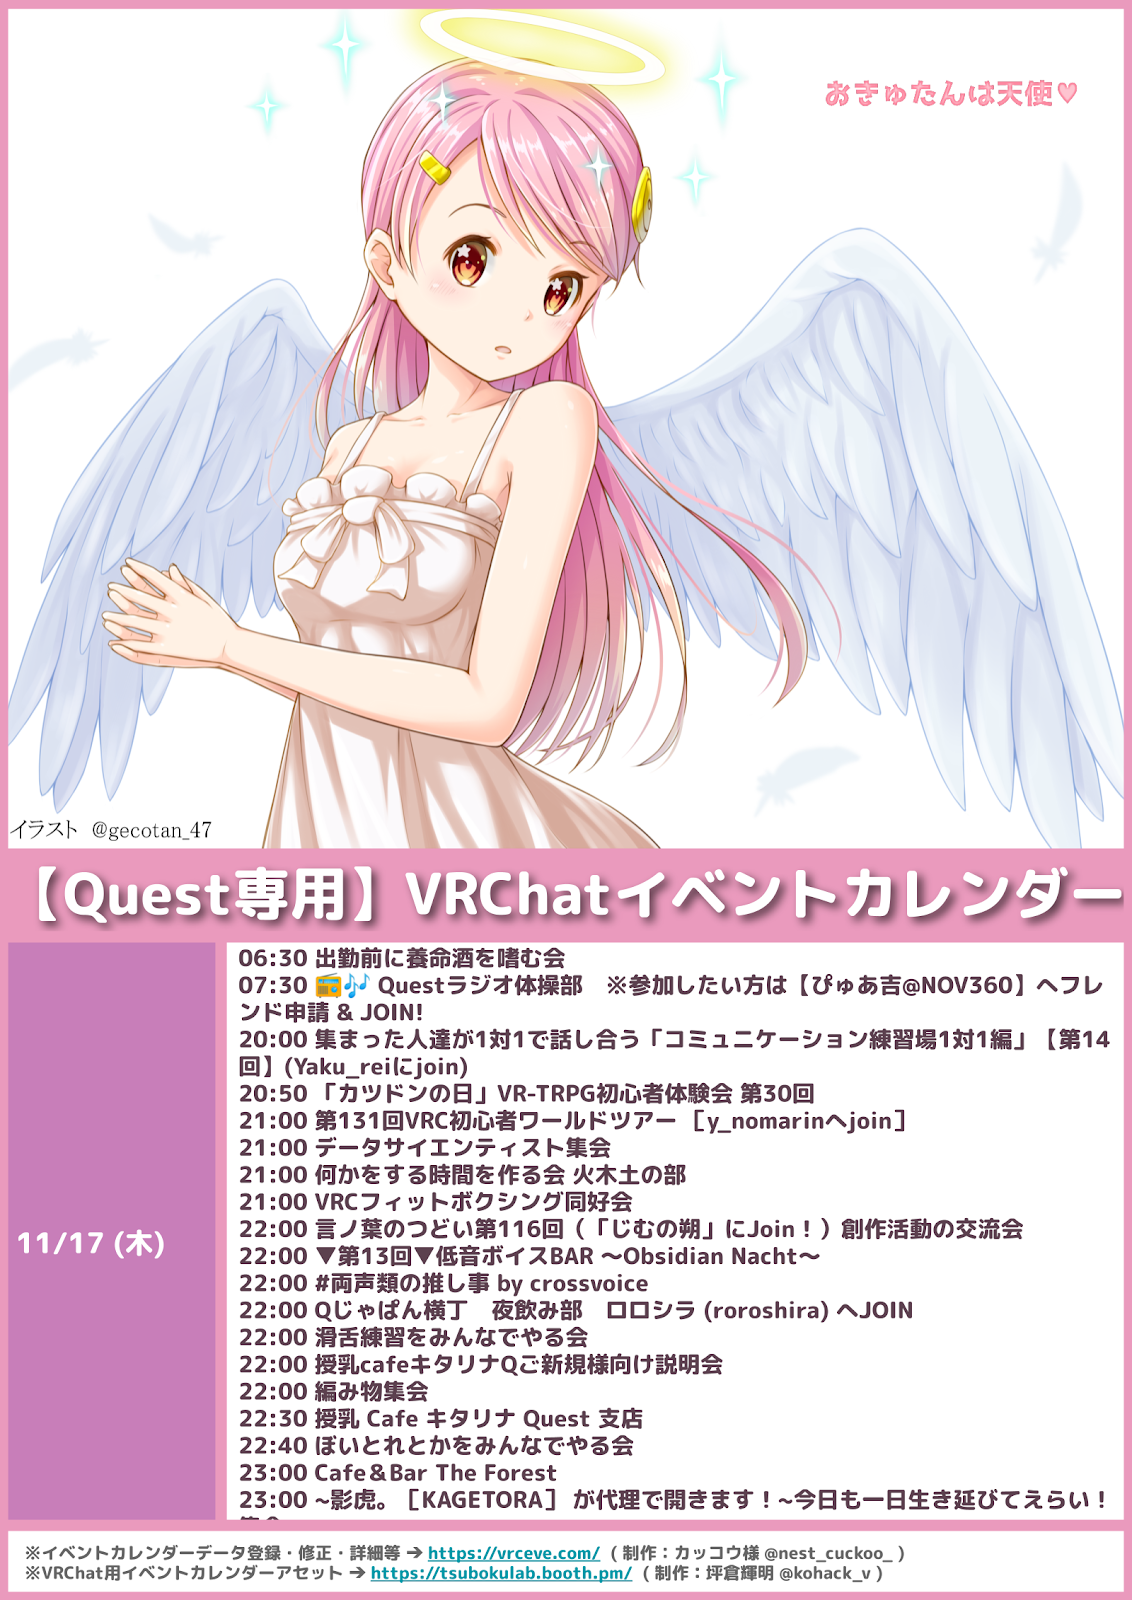 おきゅたんは天使♥
イラスト @gecotan_47
【Quest専用】VRChatイベントカレンダー
11/17 (木)
06:30 出勤前に養命酒を嗜む会
07:30 📻🎶 Questラジオ体操部　※参加したい方は【ぴゅあ吉@NOV360】へフレ
ンド申請 & JOIN!
20:00 集まった人達が1対1で話し合う「コミュニケーション練習場1対1編」【第14
回】(Yaku_reiにjoin)
20:50 「カツドンの日」VR-TRPG初心者体験会 第30回
21:00 第131回VRC初心者ワールドツアー ［y_nomarinへjoin］
21:00 データサイエンティスト集会
21:00 何かをする時間を作る会 火木土の部
21:00 VRCフィットボクシング同好会
22:00 言ノ葉のつどい第116回（「じむの朔」にJoin！）創作活動の交流会
22:00 ▼第13回▼低音ボイスBAR 〜Obsidian Nacht〜
22:00 #両声類の推し事 by crossvoice
22:00 Qじゃぱん横丁　夜飲み部　ロロシラ (roroshira) へJOIN
22:00 滑舌練習をみんなでやる会
22:00 授乳cafeキタリナQご新規様向け説明会
22:00 編み物集会
22:30 授乳 Cafe キタリナ Quest 支店
22:40 ぼいとれとかをみんなでやる会
23:00 Cafe＆Bar The Forest
23:00 ~影虎。［KAGETORA］ が代理で開きます！~今日も一日生き延びてえらい！
※イベントカレンダーデータ登録・修正・詳細等 ➔ https://vrceve.com/ ( 制作：カッコウ様 @nest_cuckoo_ )
※VRChat用イベントカレンダーアセット ➔ https://tsubokulab.booth.pm/ ( 制作：坪倉輝明 @kohack_v )